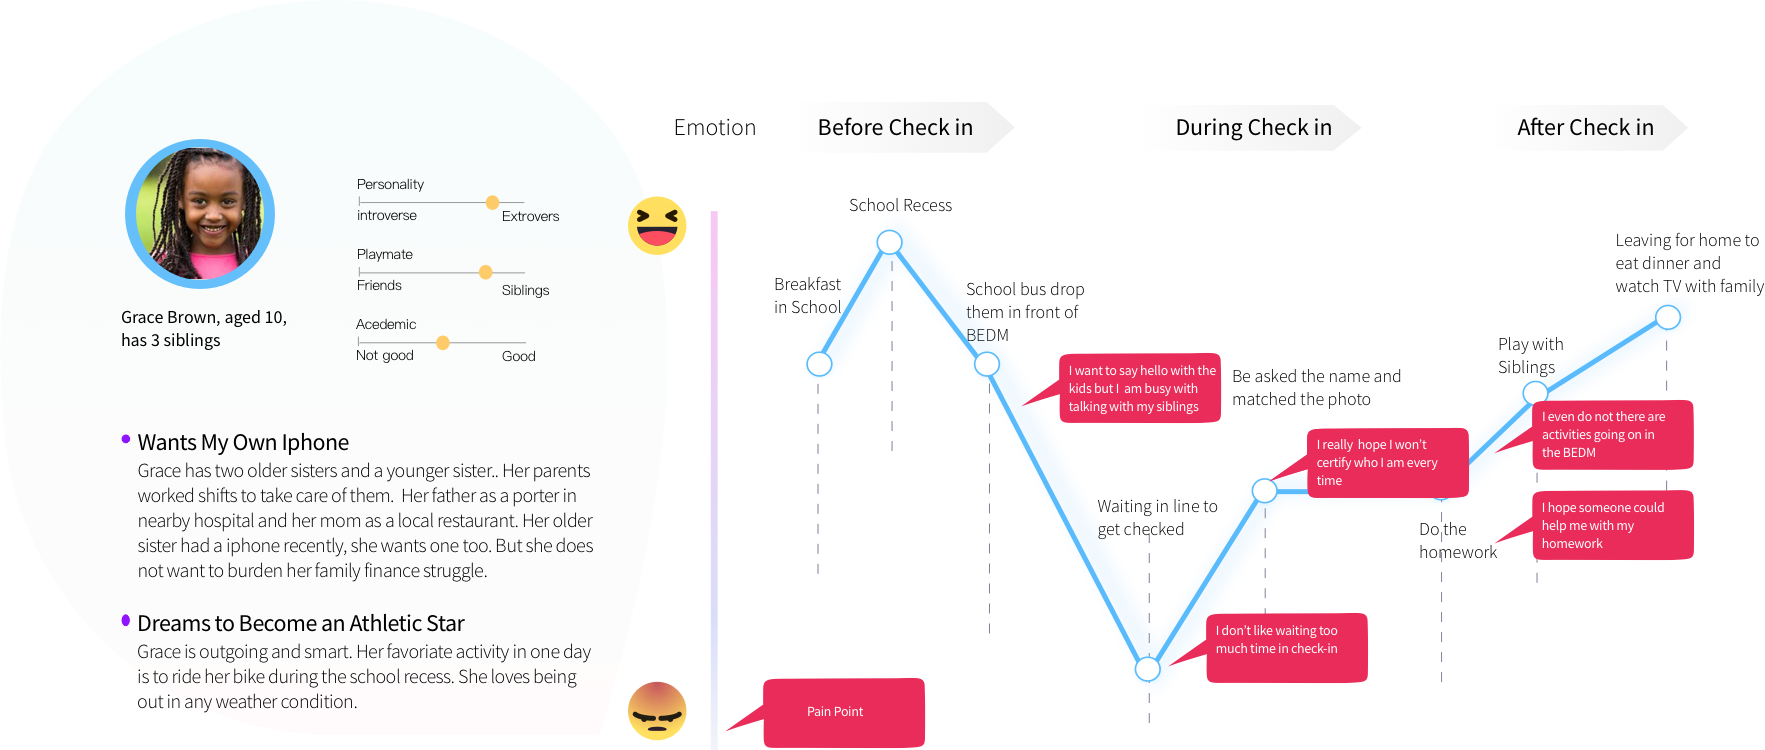 Emotion
Before Check in
During Check in
After Check in
Personality
introverse
Extrovers
Playmate
Friends
Siblings
Acedemic
Not good
Good
Grace Brown, aged 10,
has 3 siblings
Wants My Own Iphone
Grace has two older sisters and a younger sister.. Her parents
worked shifts to take care of them. Her father as a porter in
nearby hospital and her mom as a local restaurant. Her older
sister had a iphone recently, she wants one too. But she does
not want to burden her family finance struggle.
Dreams to Become an Athletic Star
Grace is outgoing and smart. Her favoriate activity in one day
is to ride her bike during the school recess. She loves being
out in any weather condition.
School Recess
Breakfast
in School
School bus drop
them in front of
BEDM
I want to say hello with the
kids but I am busy with
talking with my siblings
Be asked the name and
matched the photo
I really hope I won't
certify who I am every
time
Waiting in line to
get checked
I don't like waiting too
much time in check-in
Do the
homework
Play with
Siblings
I even do not there are
activities going on in
the BEDM
I hope someone could
help me with my
homework
Leaving for home to
eat dinner and
watch TV with family
Pain Point